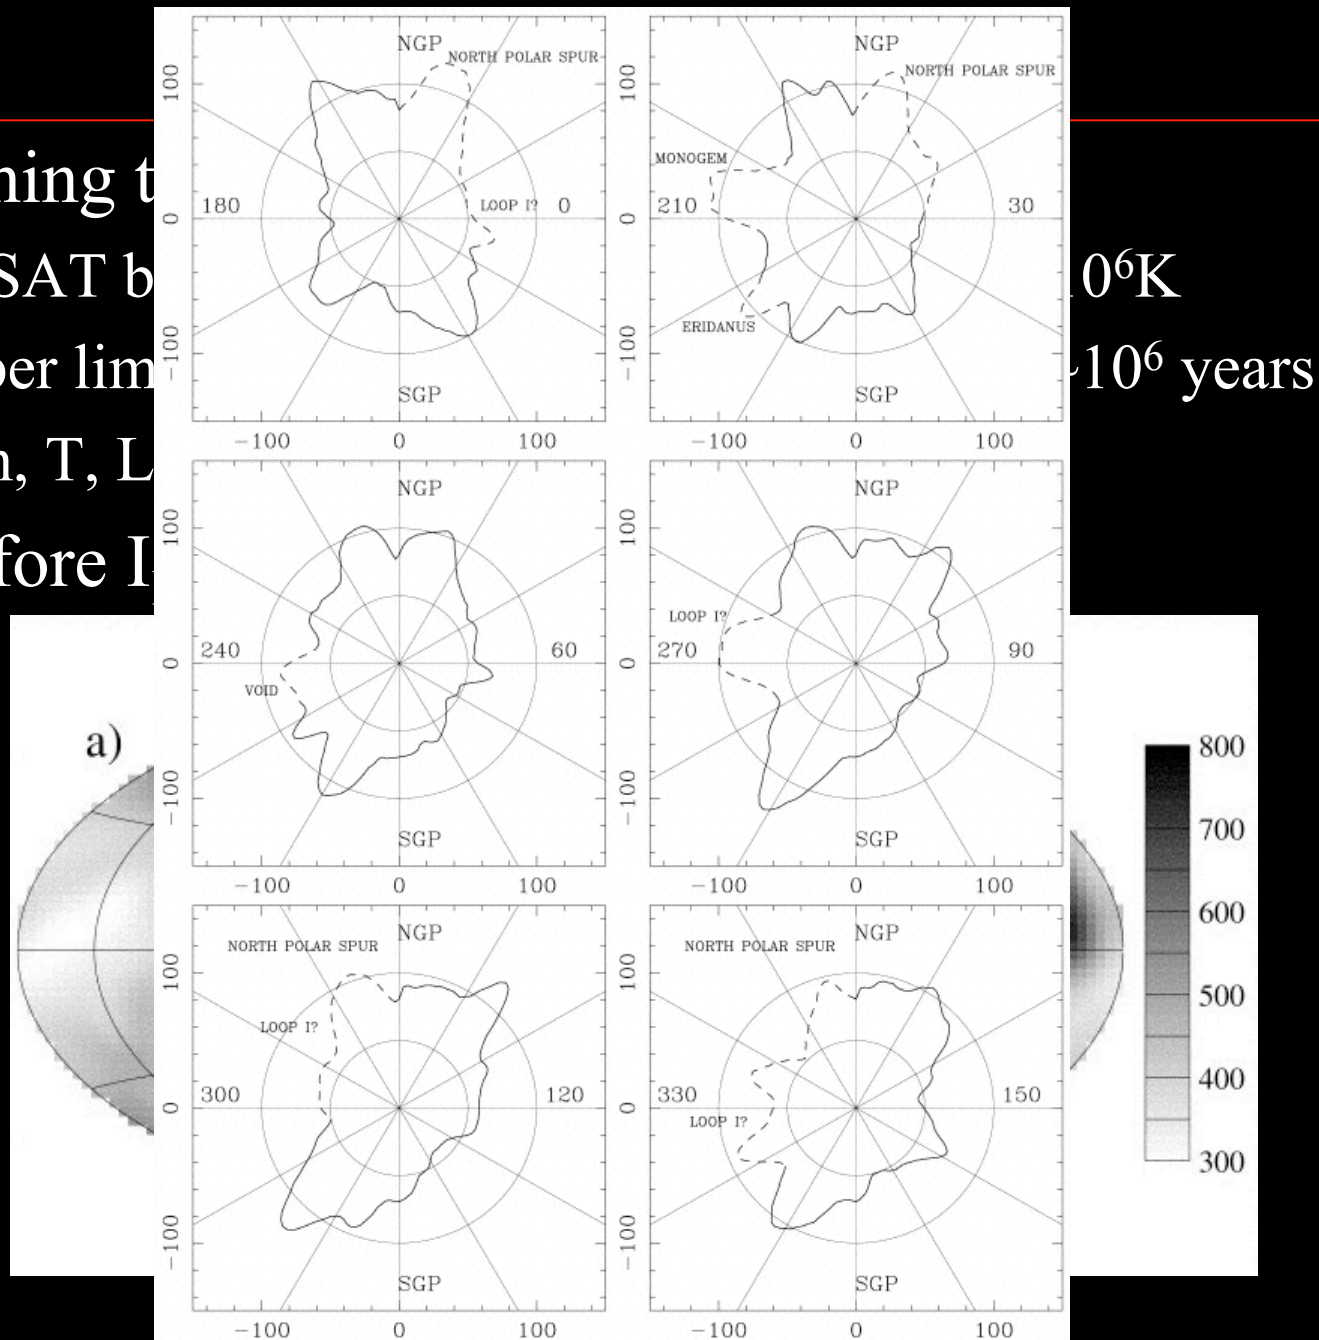 NGP NGP
NORTH POLAR SPUR NORTH POLAR SPUR
100 100
MONOGEM
180 LOOP I? 0 210 30
0 0
ERIDANUS
-100 -100
SGP SGP
-100 0 100 -100 0 100
NGP NGP
100 100
LOOP I?
240 60 270 90
0 0
VOID
-100 -100
SGP SGP
-100 0 100 -100 0 100
NGP NGP
NORTH POLAR SPUR NORTH POLAR SPUR
100 100
LOOP I?
300 120 330 150
0 0
LOOP I?
-100 -100
SGP SGP
-100 0 100 -100 0 100
ning t
SAT b 10⁶K
per lim ~10⁶ years
n, T, L
fore I
a)
800
700
600
500
400
300